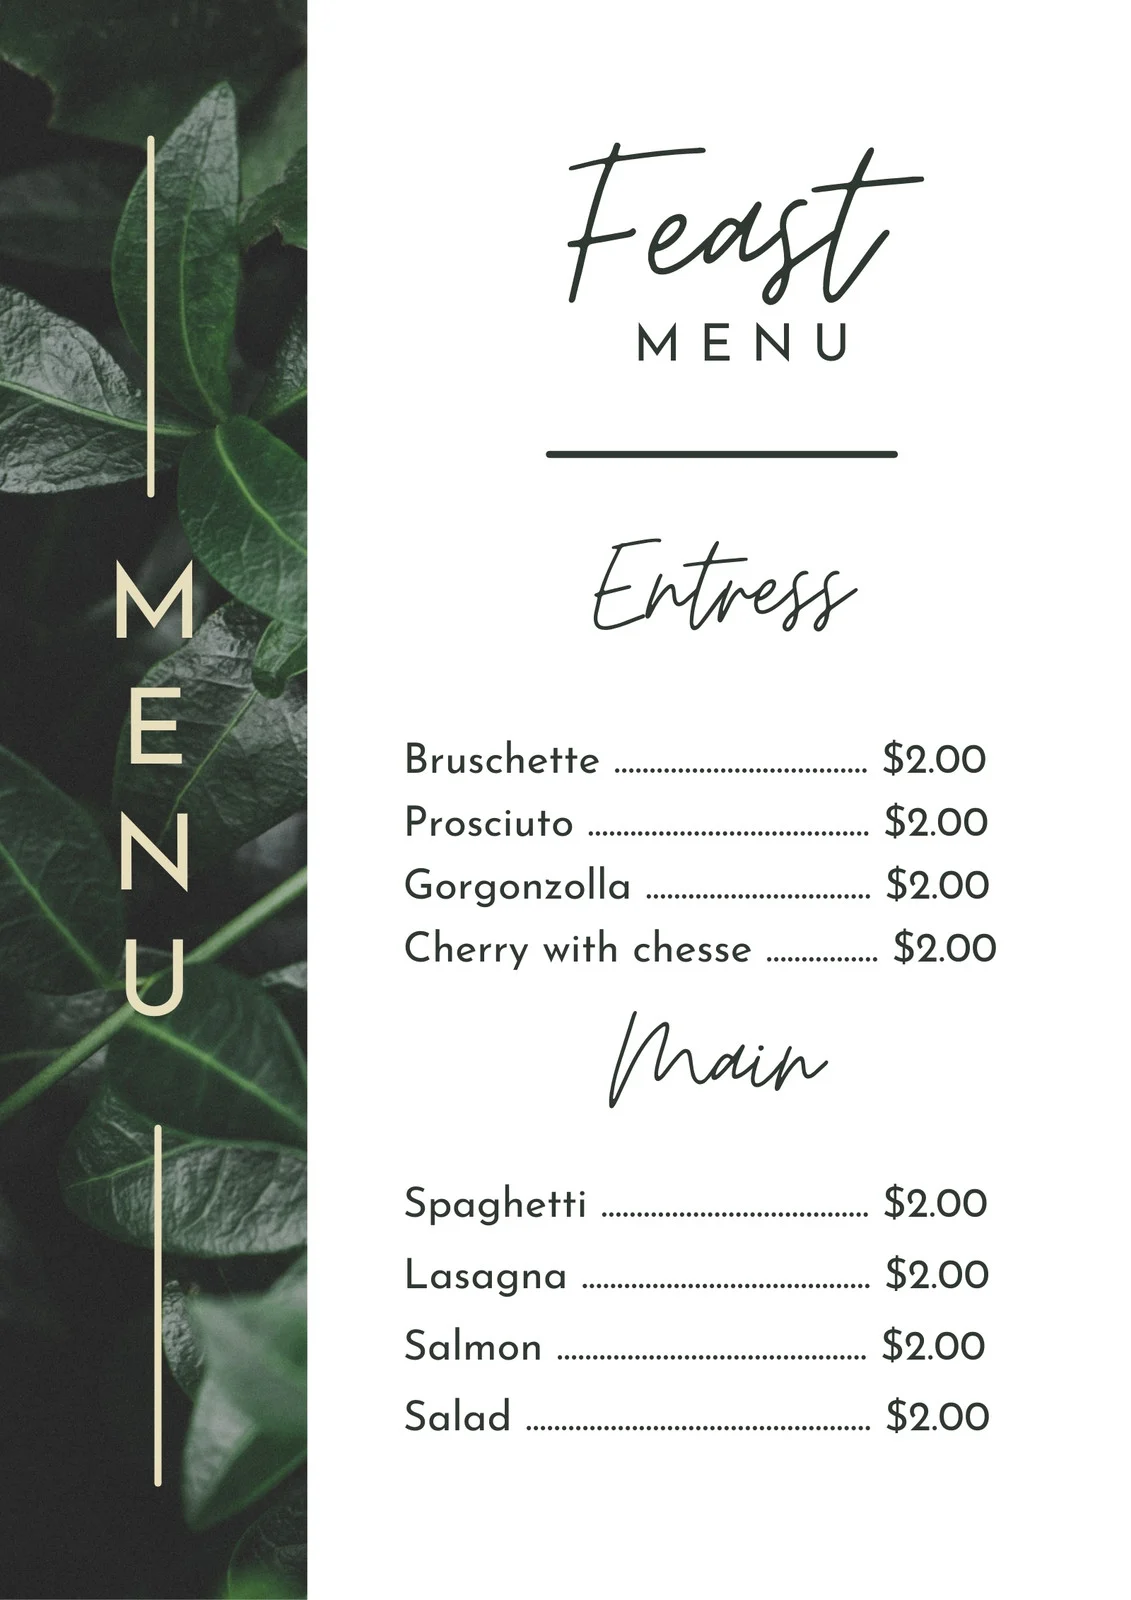 MENU
Feast
MENU
Entress
Bruschette .................................... $2.00
Prosciuto ........................................ $2.00
Gorgonzolla ................................ $2.00
Cherry with chesse ................ $2.00
Main
Spaghetti ...................................... $2.00
Lasagna ......................................... $2.00
Salmon ............................................ $2.00
Salad ................................................. $2.00